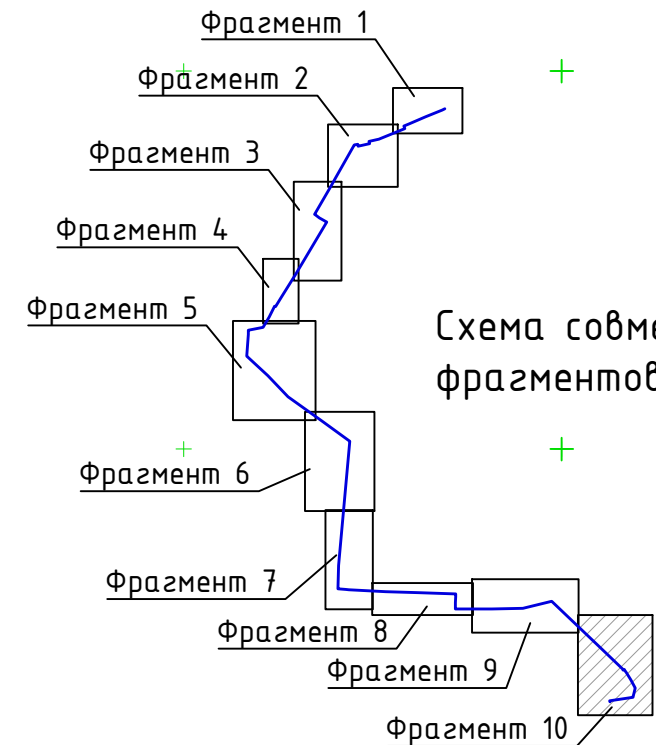 Фрагмент 1
Фрагмент 2
Фрагмент 3
Фрагмент 4
Фрагмент 5
Схема совме
фрагментов
Фрагмент 6
Фрагмент 7
Фрагмент 8
Фрагмент 9
Фрагмент 10